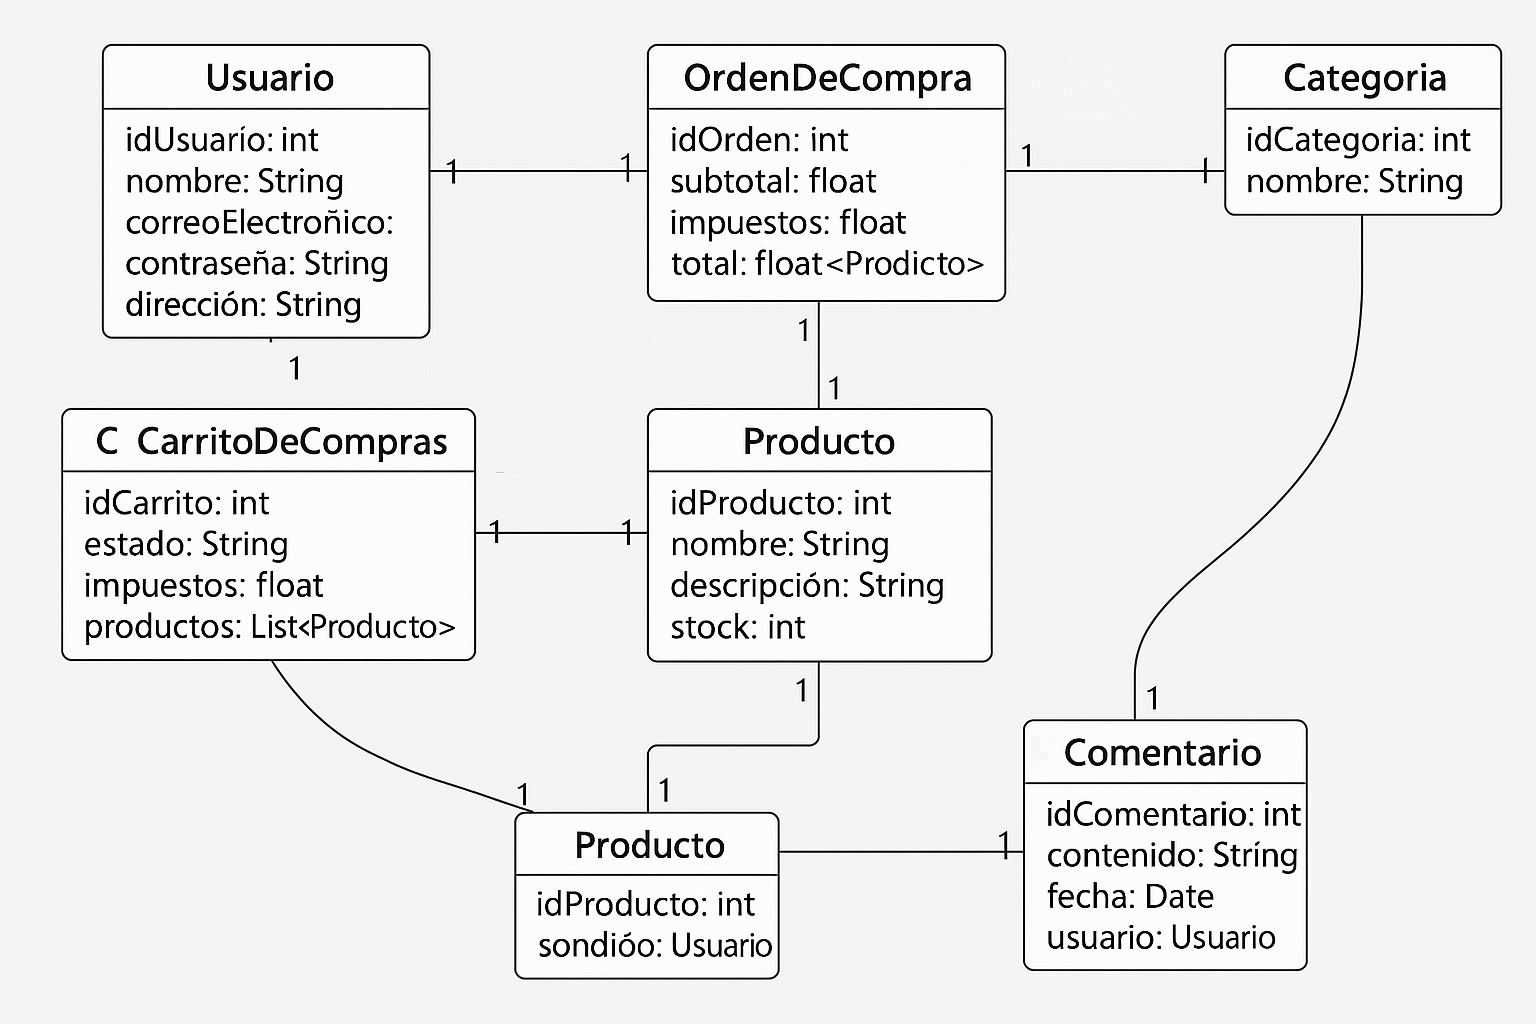 Usuario
idUsuarío: int
nombre: String
correoElectroñico:
contraseña: String
dirección: String
1
1
1
OrdenDeCompra
idOrden: int
subtotal: float
impuestos: float
total: float<Prodicto>
1
1
Categoria
idCategoria: int
nombre: String
1
1
C CarritoDeCompras
idCarrito: int
estado: String
impuestos: float
productos: List<Producto>
1
1
Producto
idProducto: int
nombre: String
descripción: String
stock: int
1
1
1
1
Producto
idProducto: int
sondióo: Usuario
1
1
Comentario
idComentario: int
contenido: Stríng
fecha: Date
usuario: Usuario